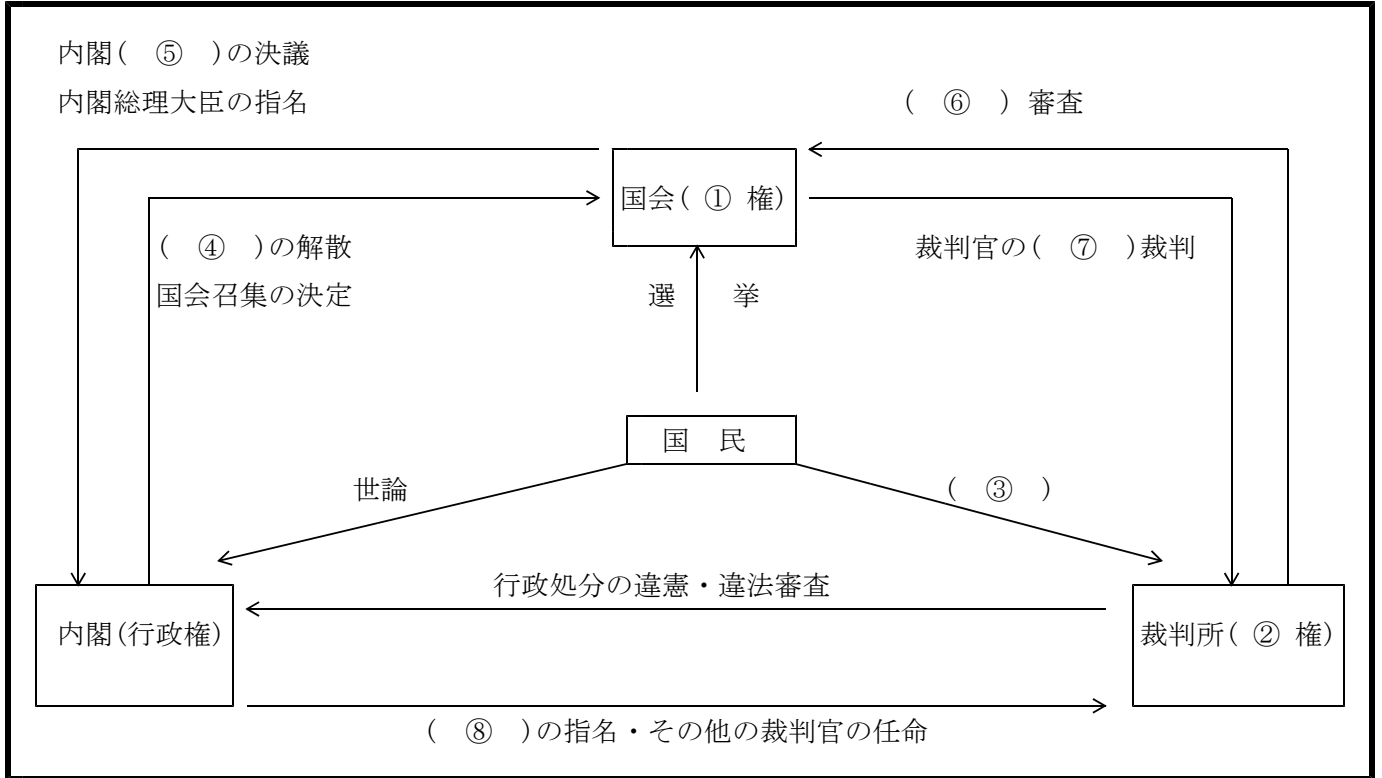 内閣(　⑤　)の決議
内閣総理大臣の指名
(　⑥　) 審査
国会( ① 権)
(　④　)の解散
国会召集の決定
裁判官の(　⑦　)裁判
選　挙
国　民
世論
(　③　)
行政処分の違憲・違法審査
内閣(行政権)
裁判所( ② 権)
(　⑧　)の指名・その他の裁判官の任命